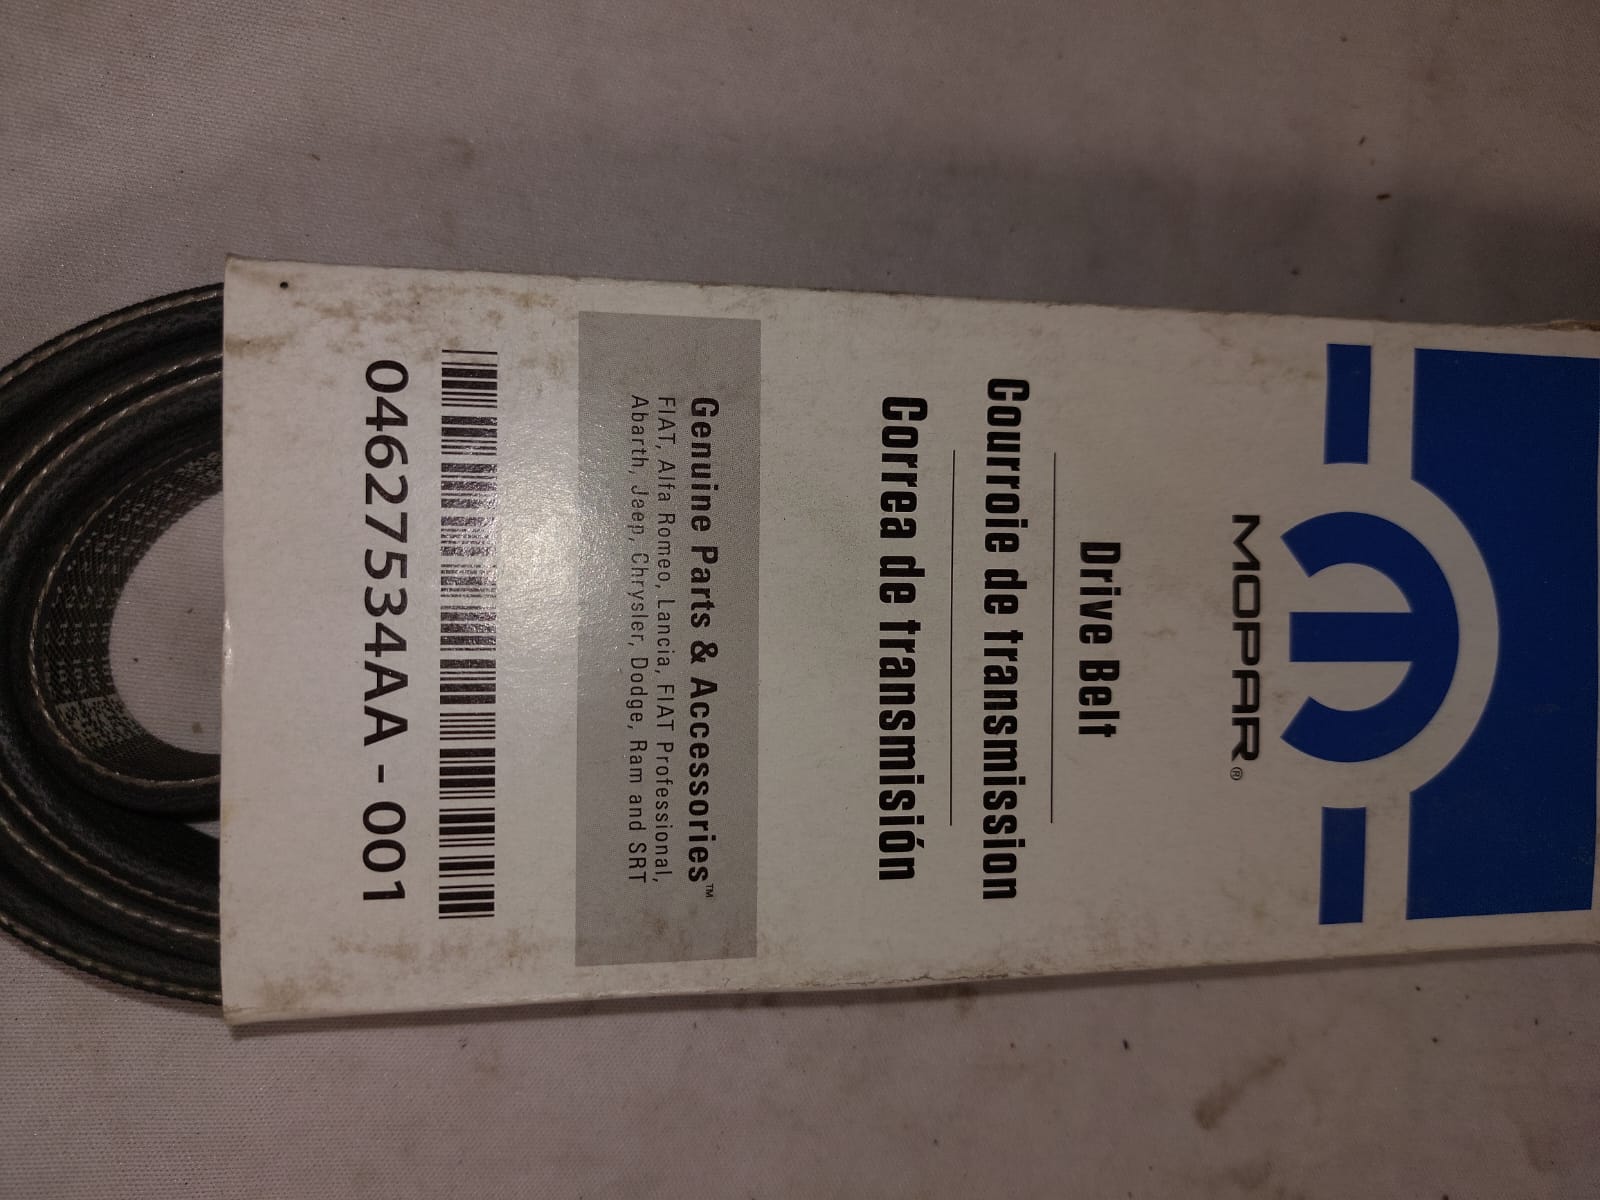 MOPAR®
Drive Belt
Courroie de transmission
Correa de transmisión
Genuine Parts & Accessories™
FIAT, Alfa Romeo, Lancia, FIAT Professional,
Abarth, Jeep, Chrysler, Dodge, Ram and SRT
04627534AA - 001